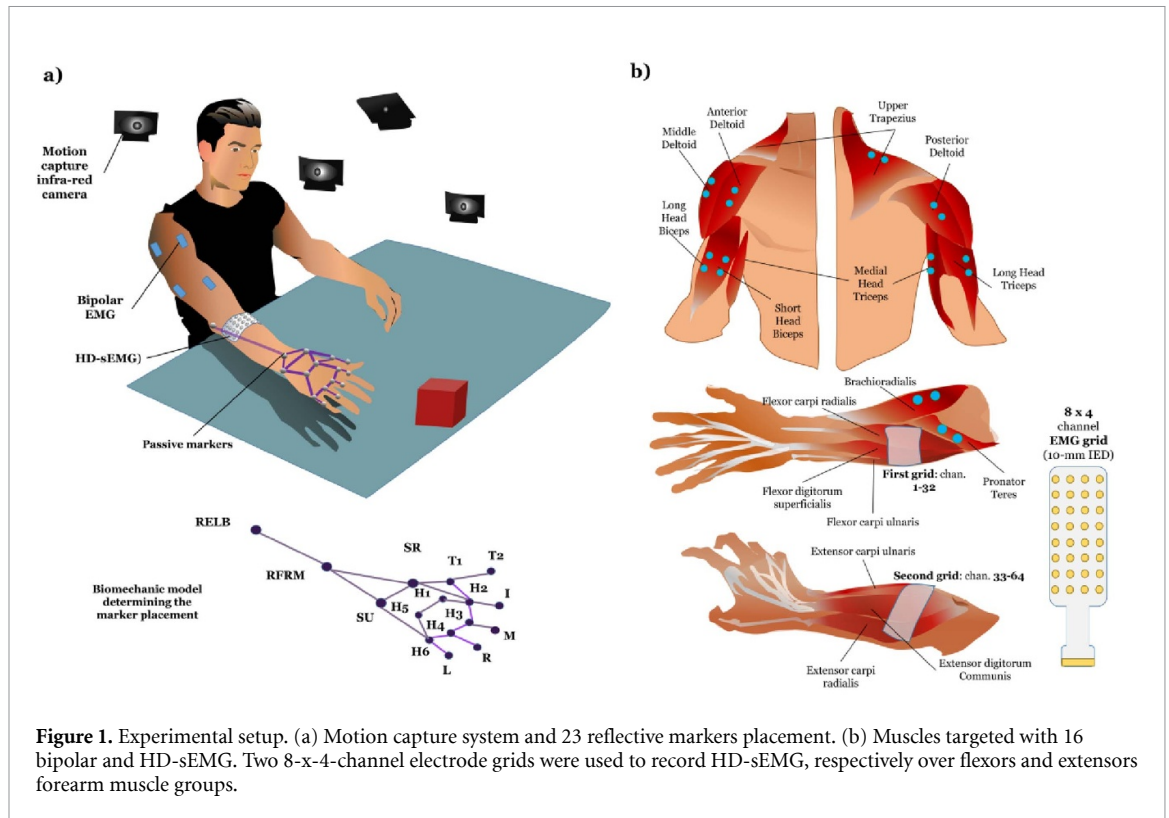 a)
Motion
capture
infra-red
camera
Bipolar
EMG
HD-sEMG)
Passive markers
RELB
RFRM
SR
SU
T1
T2
H1
H2
I
H5
H3
H4
M
H6
R
L
Biomechanic model
determining the
marker placement
b)
Anterior
Deltoid
Middle
Deltoid
Long
Head
Biceps
Upper
Trapezius
Posterior
Deltoid
Medial
Head
Triceps
Long Head
Triceps
Short
Head
Biceps
Brachioradialis
Flexor carpi radialis
First grid: chan.
1-32
Pronator
Teres
Flexor digitorum
superficialis
Flexor carpi ulnaris
Extensor carpi ulnaris
Second grid: chan. 33-64
Extensor carpi
radialis
Extensor digitorum
Communis
8 x 4
channel
EMG grid
(10-mm IED)
Figure 1. Experimental setup. (a) Motion capture system and 23 reflective markers placement. (b) Muscles targeted with 16
bipolar and HD-sEMG. Two 8-x-4-channel electrode grids were used to record HD-sEMG, respectively over flexors and extensors
forearm muscle groups.